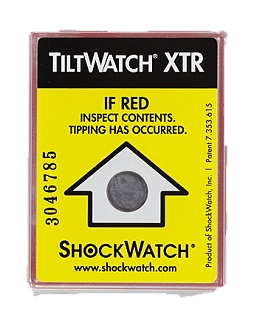 TILTWATCH® XTR
IF RED
INSPECT CONTENTS.
TIPPING HAS OCCURRED.
3046785
SHOCKWATCH®
www.shockwatch.com
Product of ShockWatch, Inc. | Patent 7.353.615